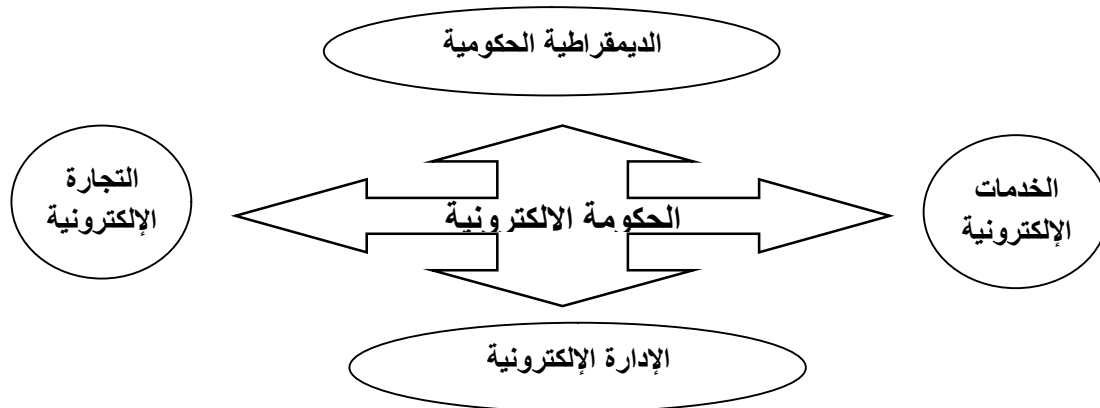 الديمقراطية الحكومية
الخدمات
الإلكترونية
الحكومة الالكترونية
التجارة
الإلكترونية
الإدارة الإلكترونية